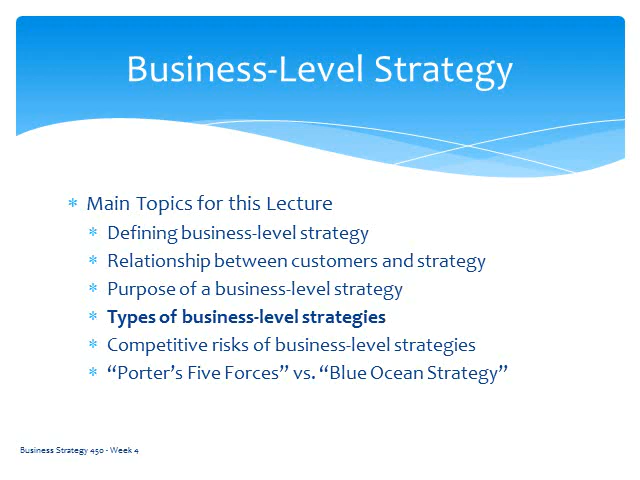 Business-Level Strategy
* Main Topics for this Lecture
* Defining business-level strategy
* Relationship between customers and strategy
* Purpose of a business-level strategy
* Types of business-level strategies
* Competitive risks of business-level strategies
* “Porter’s Five Forces” vs. “Blue Ocean Strategy”
Business Strategy 450 - Week 4